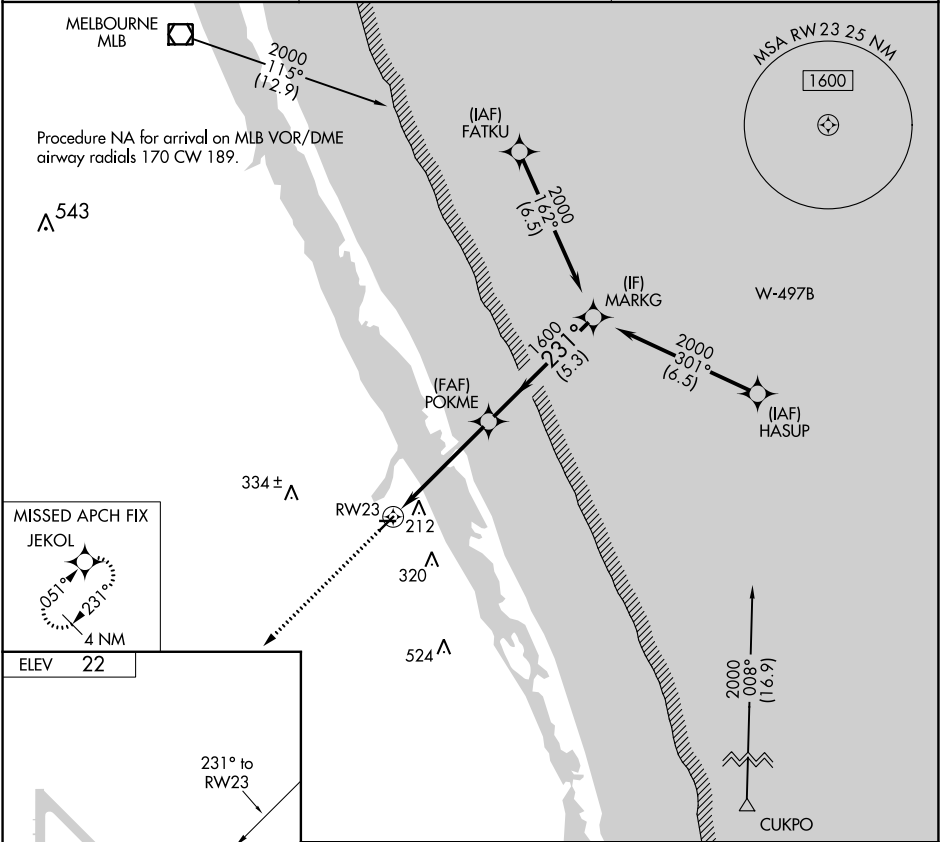 MELBOURNE
MLB
2000
115°
(12.9)
MSA RW 23 25 NM
1600
Procedure NA for arrival on MLB VOR/DME
airway radials 170 CW 189.
(IAF)
FATKU
2000
162°
(6.5)
543
(IF)
MARKG
W-497B
1600
231°
(5.3)
2000
301°
(6.5)
(FAF)
POKME
(IAF)
HASUP
334 ±
RW23
212
MISSED APCH FIX
JEKOL
051°
231°
4 NM
320
524
ELEV 22
2000
008°
(16.9)
231° to
RW23
CUKPO